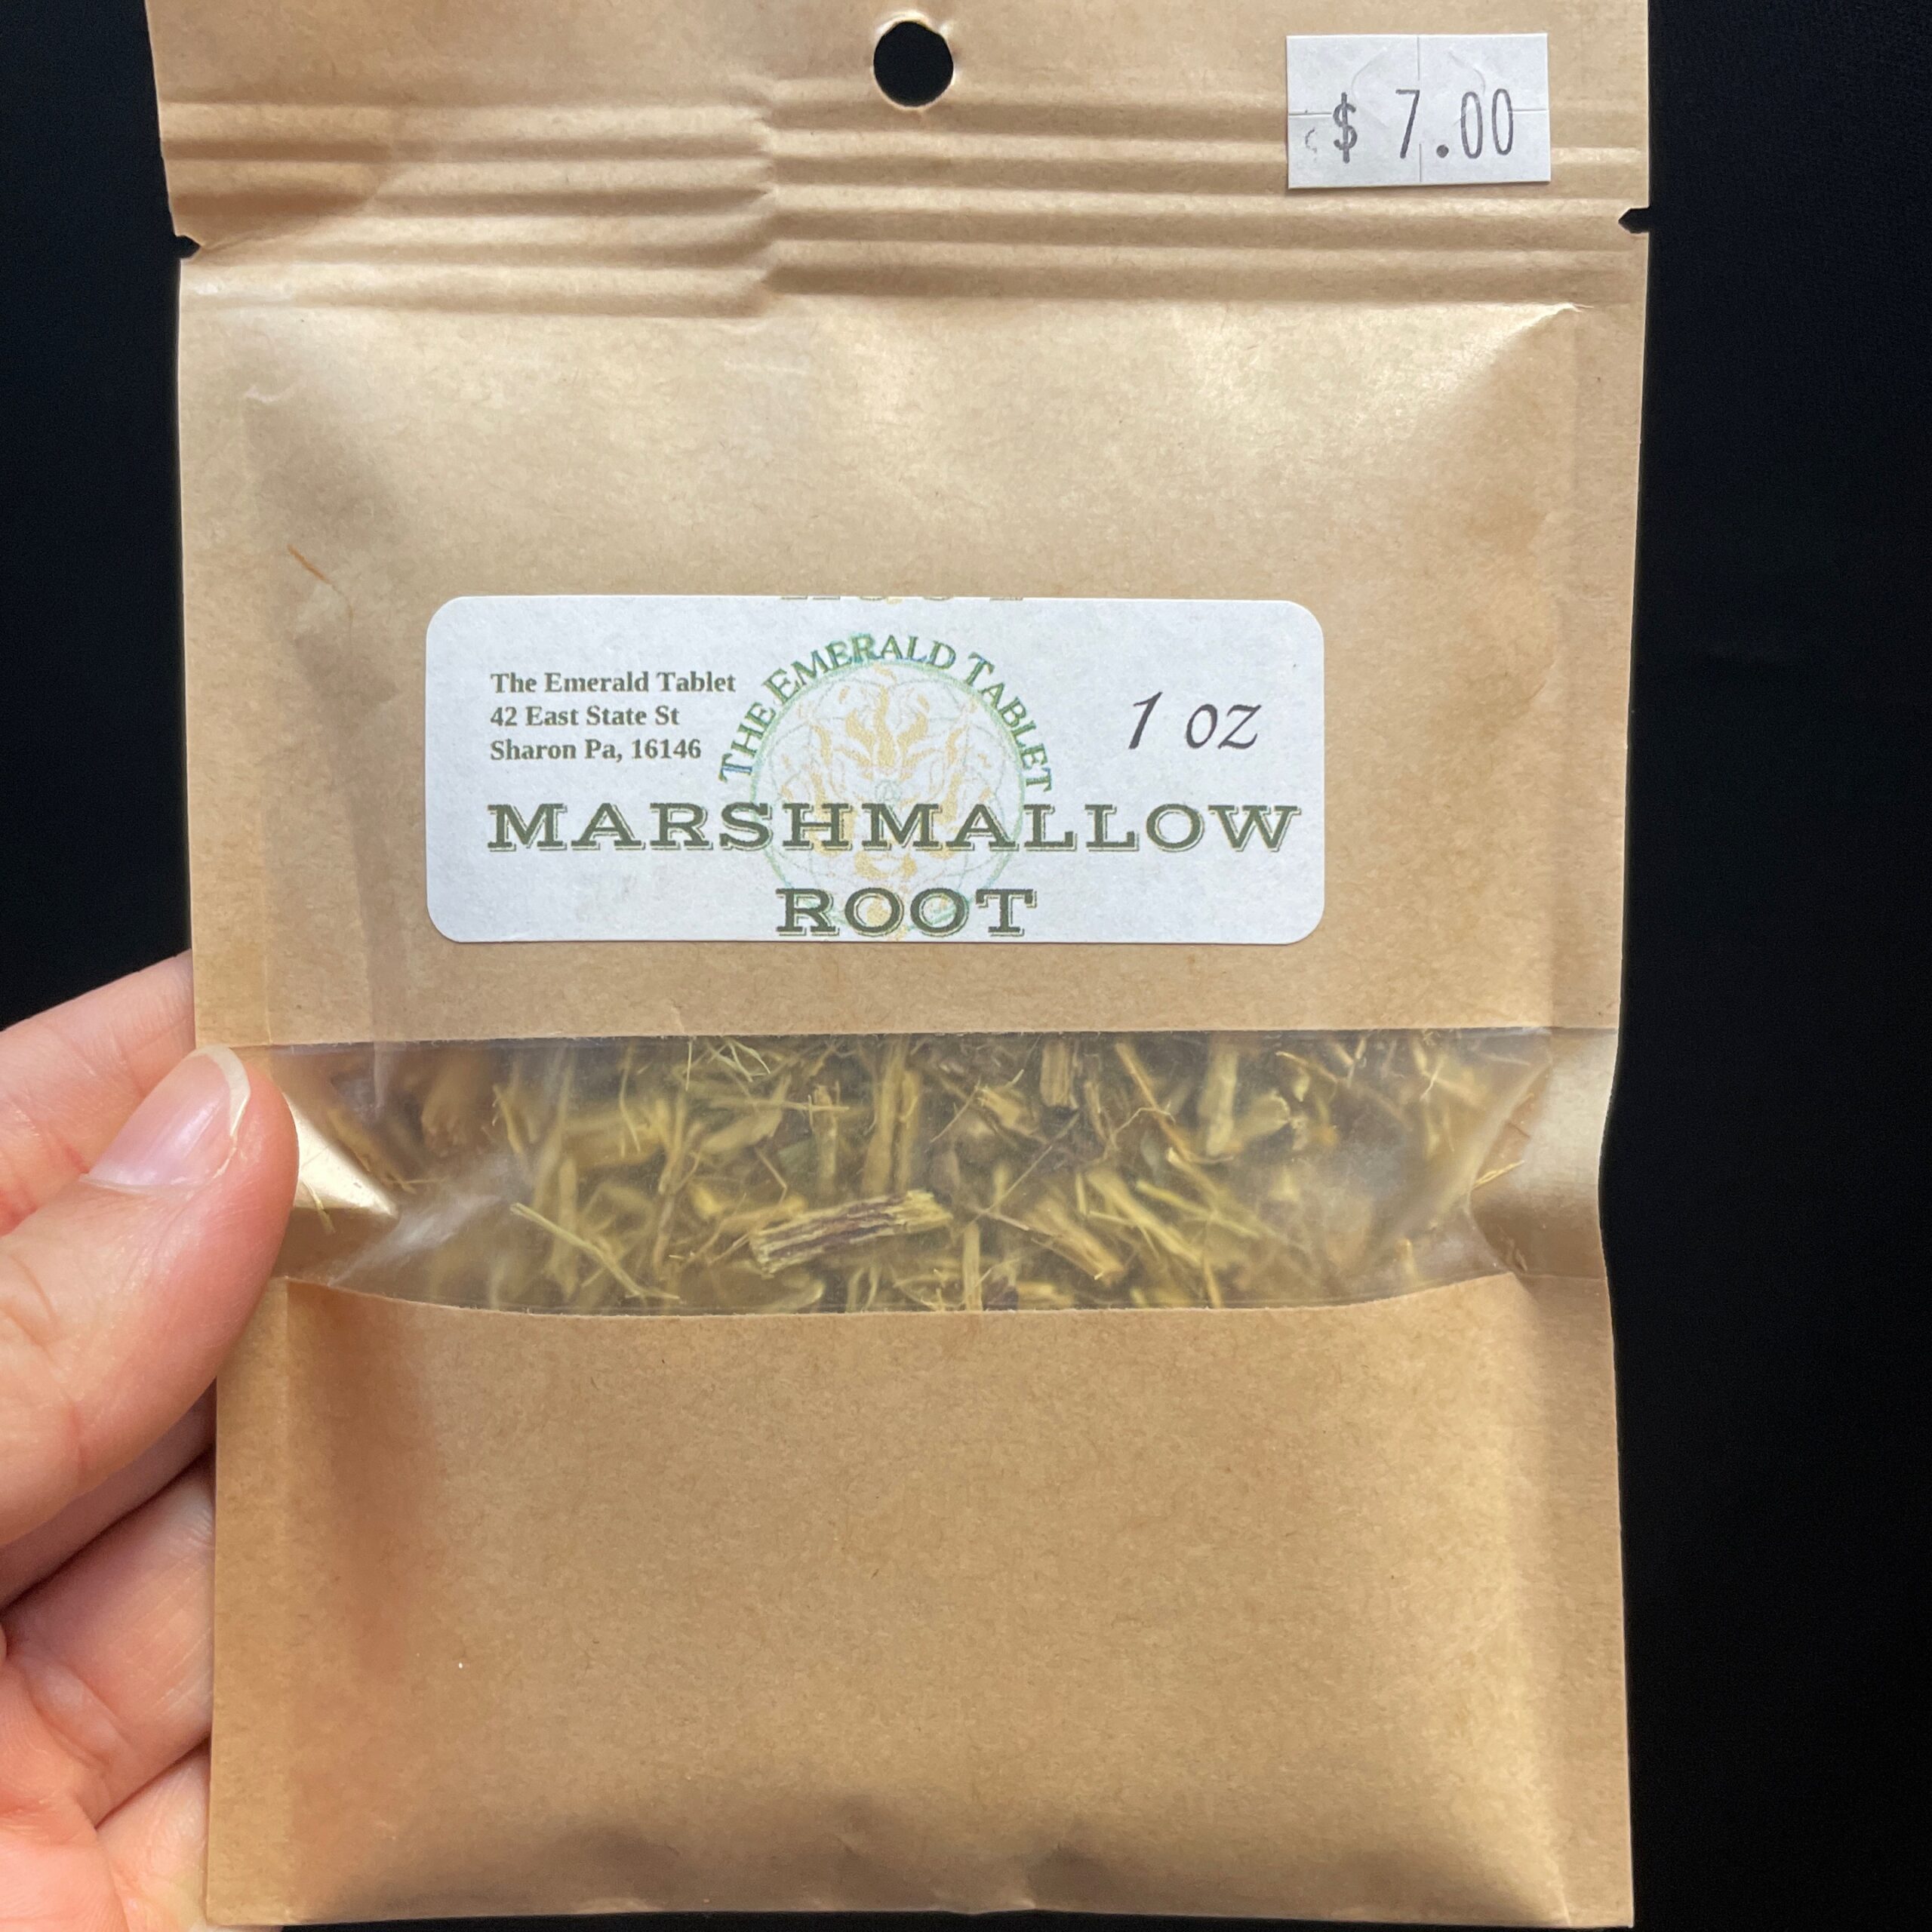 $ 7.00
The Emerald Tablet
42 East State St
Sharon Pa, 16146
THE EMERALD TABLET
1 oz
MARSHMALLOW
ROOT